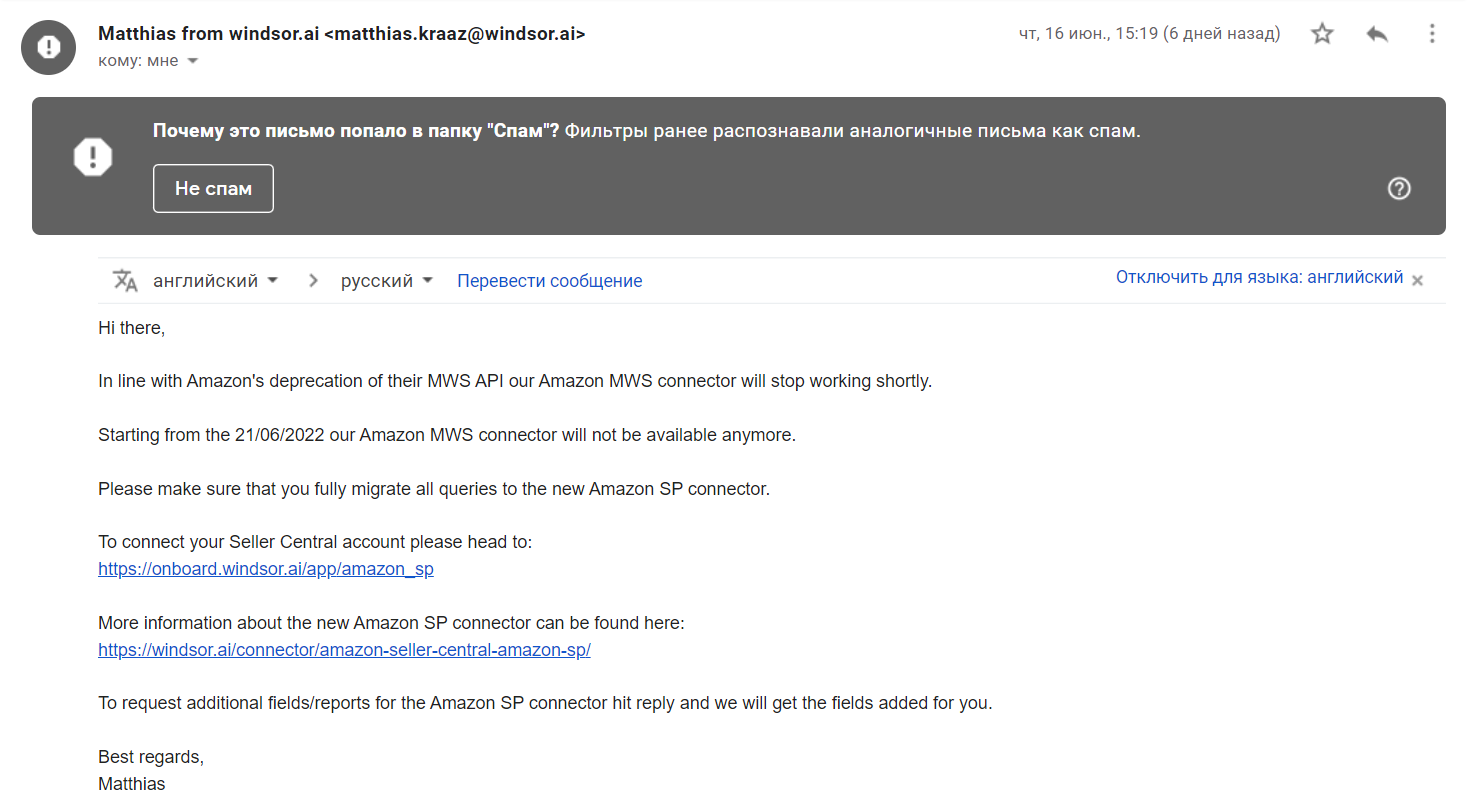 Matthias from windsor.ai <matthias.kraaz@windsor.ai>
чт, 16 июн., 15:19 (6 дней назад)
кому: мне
Почему это письмо попало в папку "Спам"? Фильтры ранее распознавали аналогичные письма как спам.
Не спам
английский > русский Перевести сообщение
Отключить для языка: английский
Hi there,
In line with Amazon's deprecation of their MWS API our Amazon MWS connector will stop working shortly.
Starting from the 21/06/2022 our Amazon MWS connector will not be available anymore.
Please make sure that you fully migrate all queries to the new Amazon SP connector.
To connect your Seller Central account please head to:
https://onboard.windsor.ai/app/amazon_sp
More information about the new Amazon SP connector can be found here:
https://windsor.ai/connector/amazon-seller-central-amazon-sp/
To request additional fields/reports for the Amazon SP connector hit reply and we will get the fields added for you.
Best regards,
Matthias